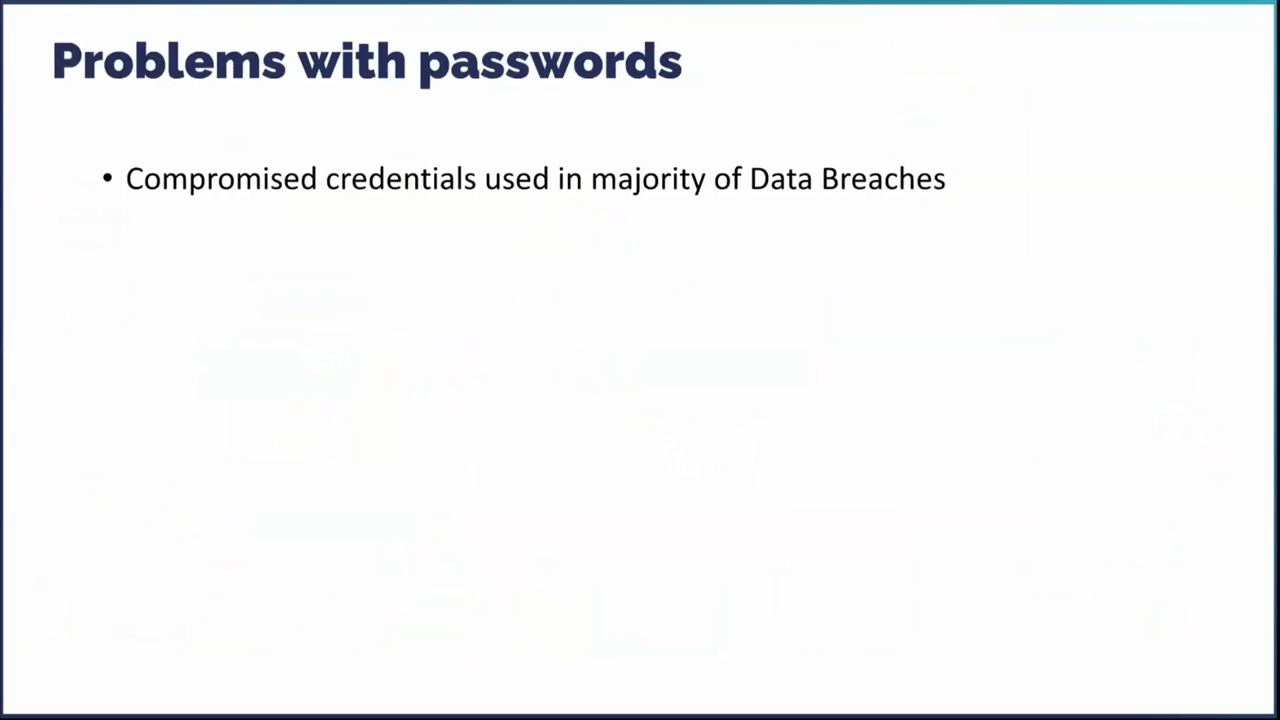 Problems with passwords
• Compromised credentials used in majority of Data Breaches